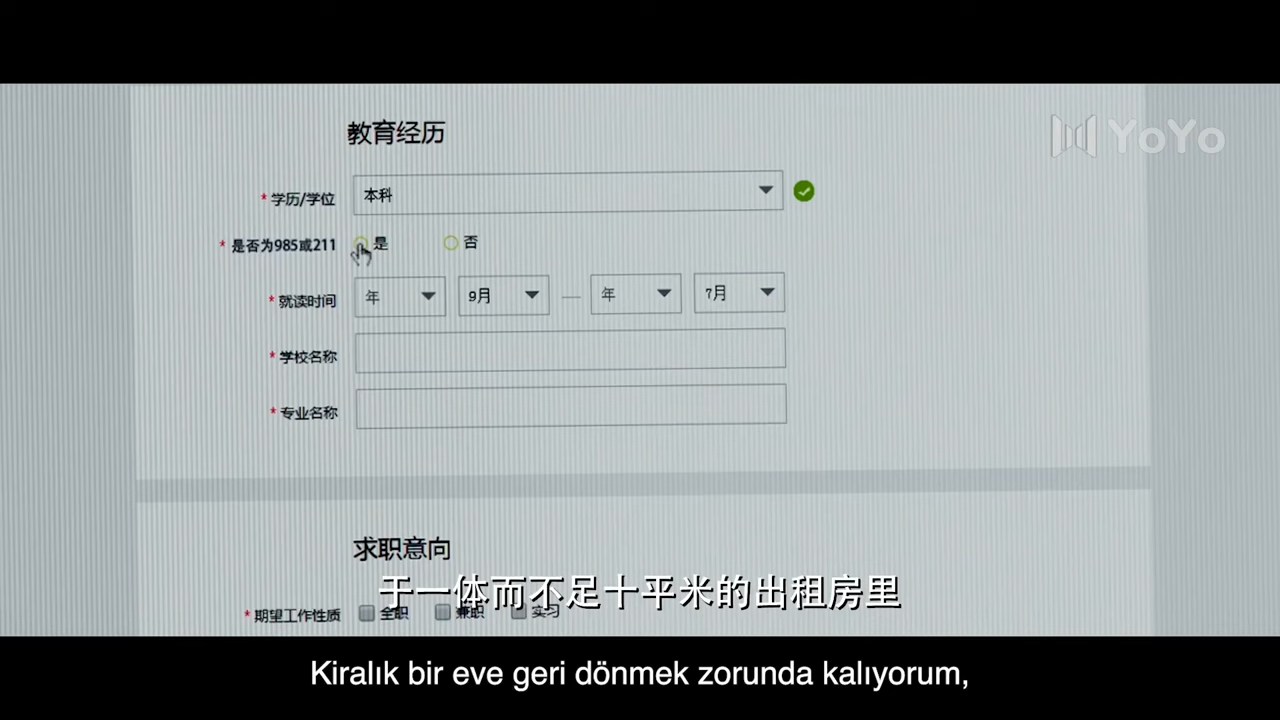 教育经历
YoYo
* 学历/学位 本科
* 是否为985或211 是 否
* 就读时间 年 9月 — 年 7月
* 学校名称
* 专业名称
求职意向
于一体而不足十平米的出租房里
* 期望工作性质 全职 兼职 实习
Kiralık bir eve geri dönmek zorunda kalıyorum,